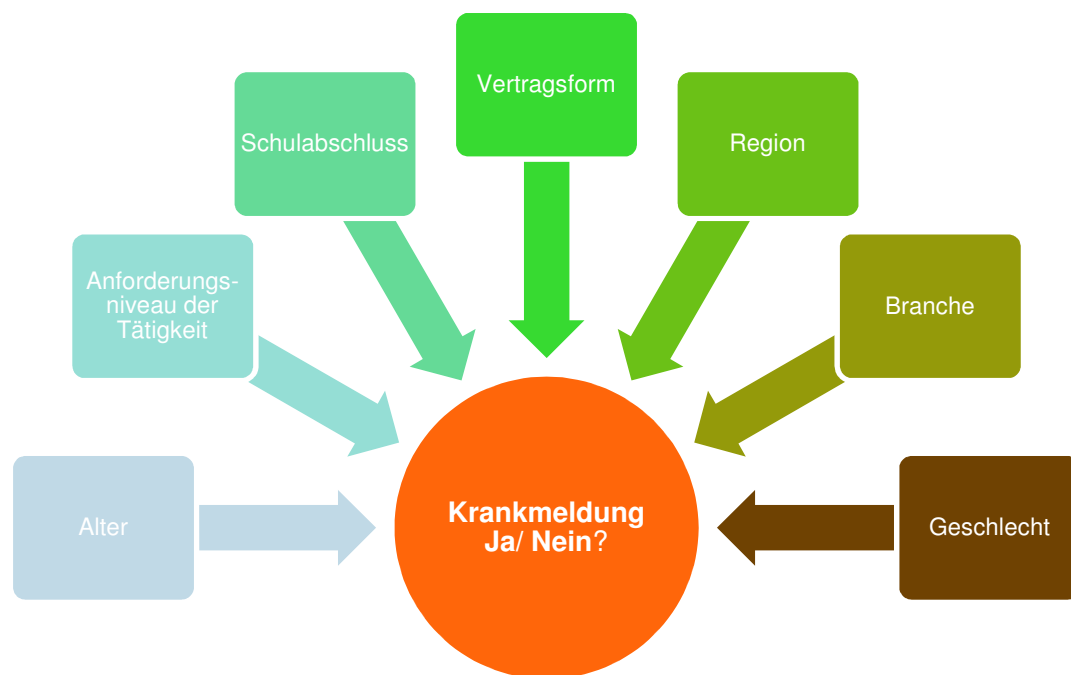 Vertragsform
Schulabschluss
Region
Anforderungs-
niveau der
Tätigkeit
Branche
Alter
Krankmeldung
Ja/ Nein?
Geschlecht